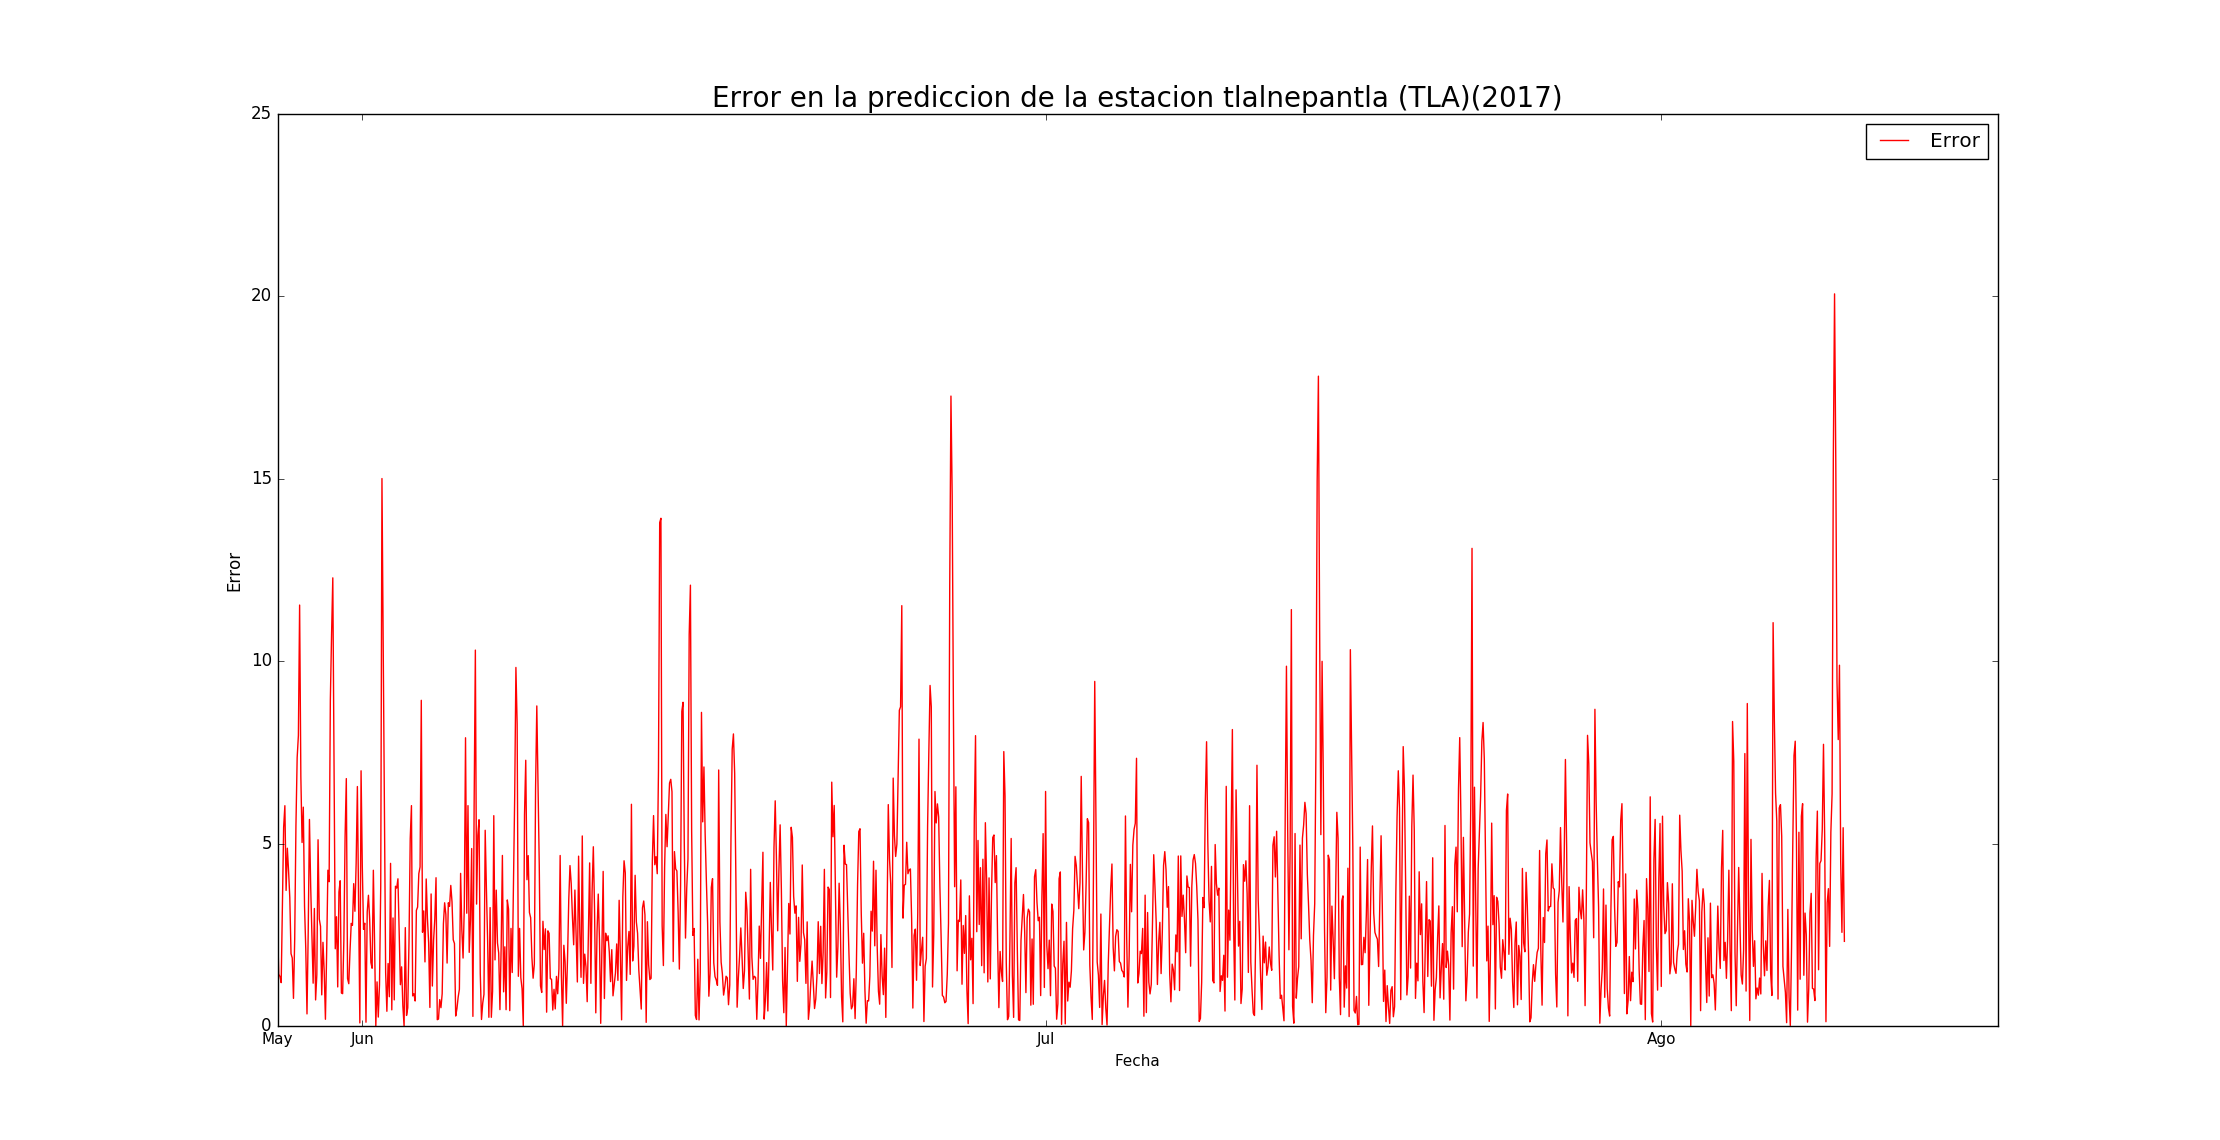 Error en la prediccion de la estacion tlalnepantla (TLA)(2017)
25
20
15
10
5
0
Error
Error
May
Jun
Jul
Ago
Fecha